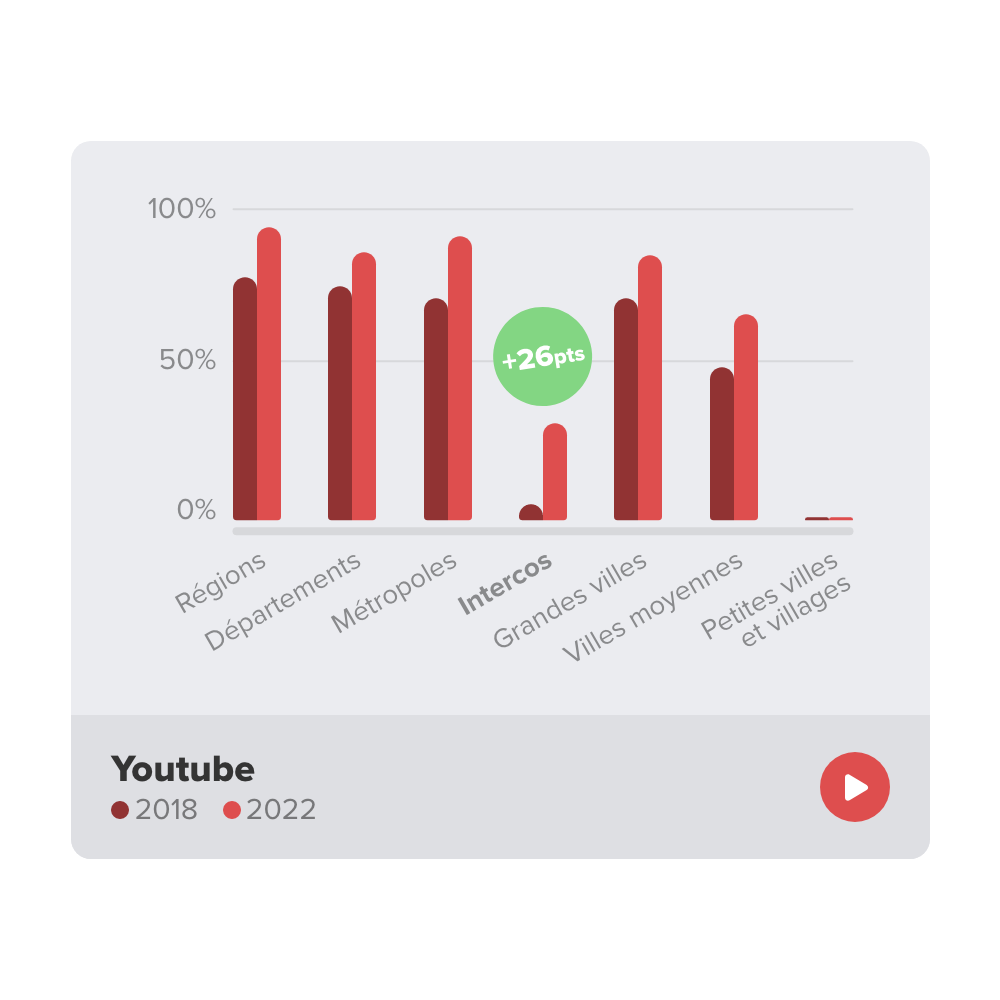 100%
50%
0%
+26pts
Régions
Départements
Métropoles
Intercos
Grandes villes
Villes moyennes
Petites villes
et villages
Youtube
2018 2022